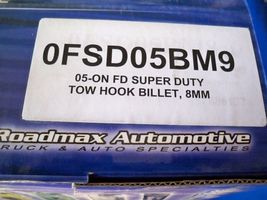 0FSD05BM9
05-ON FD SUPER DUTY
TOW HOOK BILLET, 8MM
Roadmax Automotive
TRUCK & AUTO SPECIALTIES